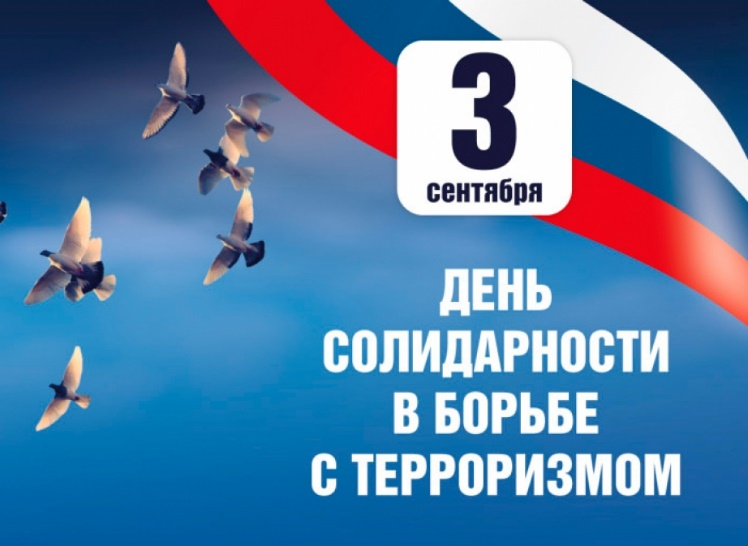 3
сентября
ДЕНЬ
СОЛИДАРНОСТИ
В БОРЬБЕ
С ТЕРРОРИЗМОМ